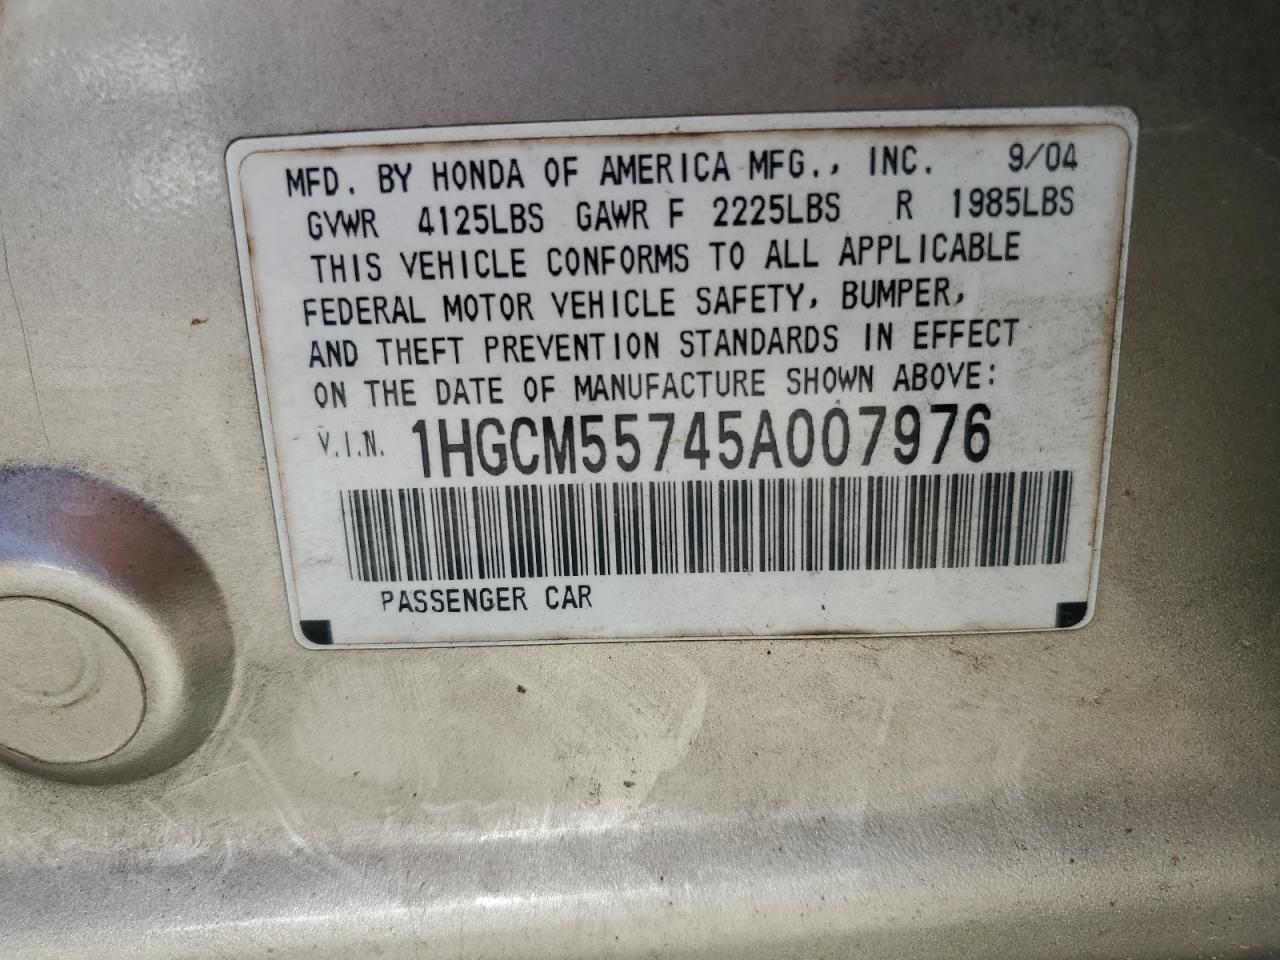 MFD. BY HONDA OF AMERICA MFG., INC. 9/04
GVWR 4125LBS GAWR F 2225LBS R 1985LBS
THIS VEHICLE CONFORMS TO ALL APPLICABLE
FEDERAL MOTOR VEHICLE SAFETY, BUMPER,
AND THEFT PREVENTION STANDARDS IN EFFECT
ON THE DATE OF MANUFACTURE SHOWN ABOVE:
V.I.N. 1HGCM55745A007976
PASSENGER CAR